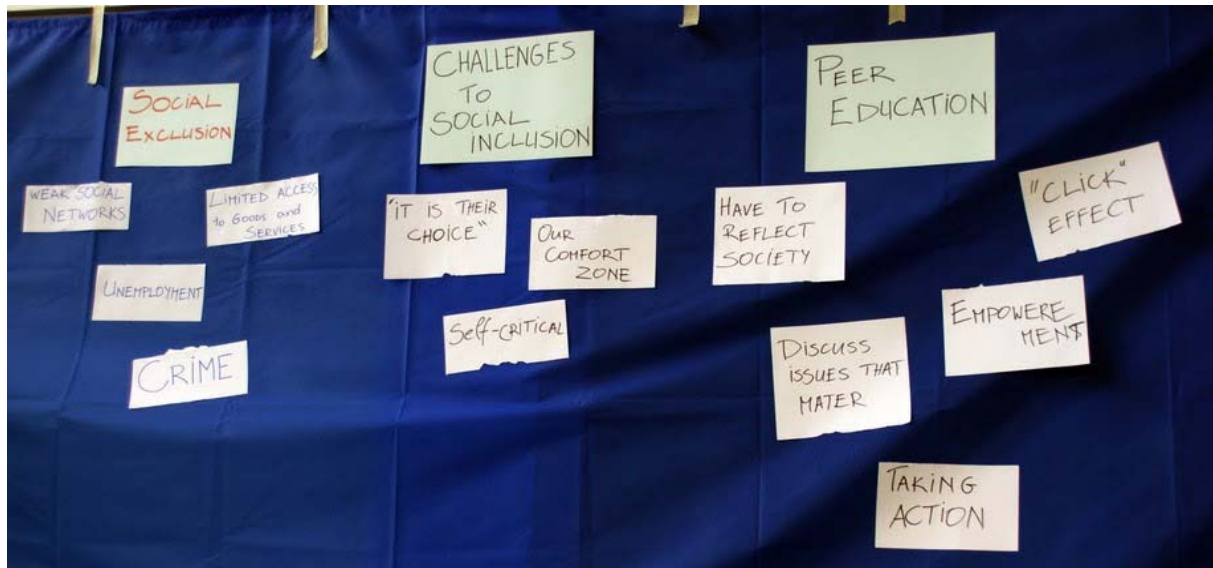 SOCIAL
EXCLUSION
WEAK SOCIAL
NETWORKS
LIMITED ACCESS
to GOODS and
SERVICES
UNEMPLOYMENT
CRIME
CHALLENGES
TO
SOCIAL
INCLUSION
"IT IS THEIR
CHOICE"
OUR
COMFORT
ZONE
Self-CRITICAL
PEER
EDUCATION
HAVE TO
REFLECT
SOCIETY
"CLICK"
EFFECT
EMPOWERE
MENT
DISCUSS
ISSUES THAT
MATER
TAKING
ACTION